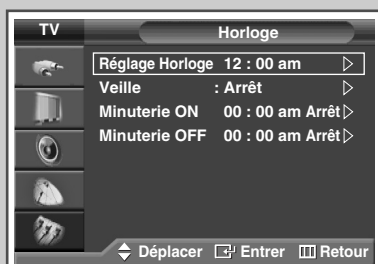 TV
Horloge
Réglage Horloge 12 : 00 am
Veille : Arrêt
Minuterie ON 00 : 00 am Arrêt
Minuterie OFF 00 : 00 am Arrêt
Déplacer Entrer Retour